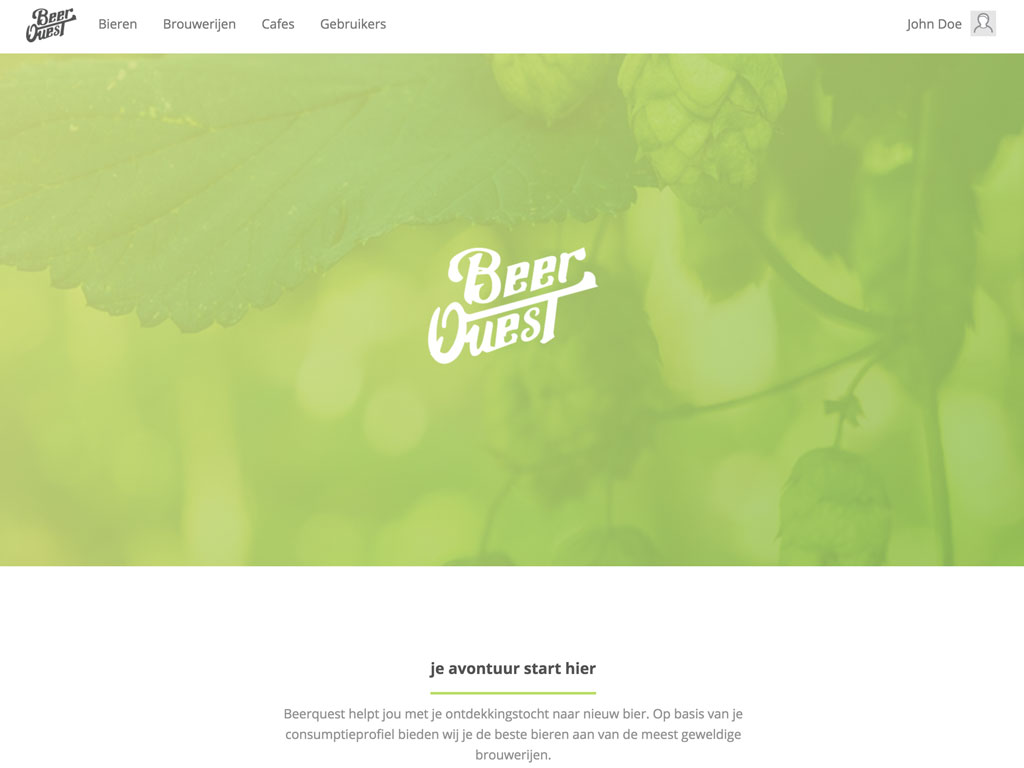 Beer Quest
Bieren Brouwerijen Cafes Gebruikers John Doe
Beer
Quest
je avontuur start hier
Beerquest helpt jou met je ontdekkingstocht naar nieuw bier. Op basis van je
consumptieprofiel bieden wij je de beste bieren aan van de meest geweldige
brouwerijen.